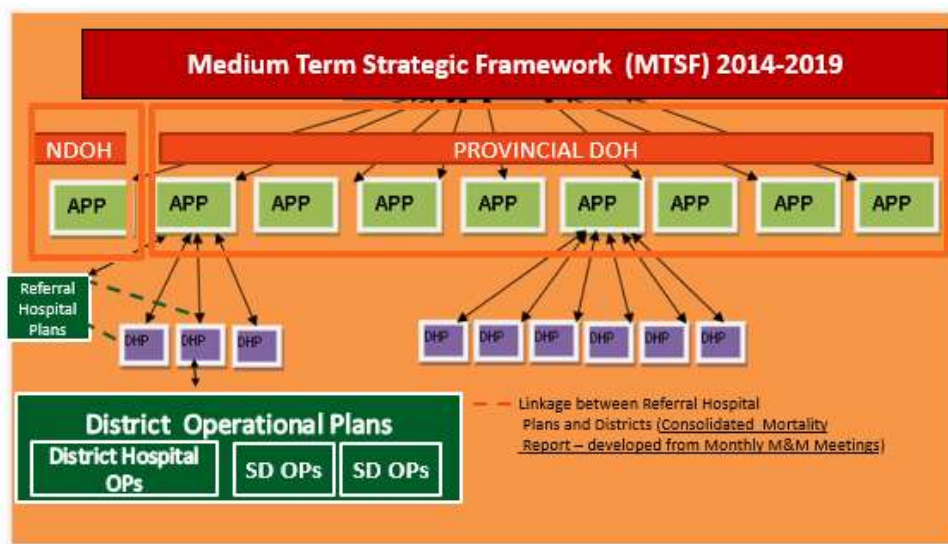 Medium Term Strategic Framework (MTSF) 2014-2019
NDOH
PROVINCIAL DOH
APP
APP
APP
APP
APP
APP
APP
APP
APP
Referral
Hospital
Plans
DHP
DHP
DHP
DHP
DHP
DHP
DHP
DHP
DHP
District Operational Plans
District Hospital
OPs
SD OPs
SD OPs
Linkage between Referral Hospital
Plans and Districts (Consolidated Mortality
Report – developed from Monthly M&M Meetings)